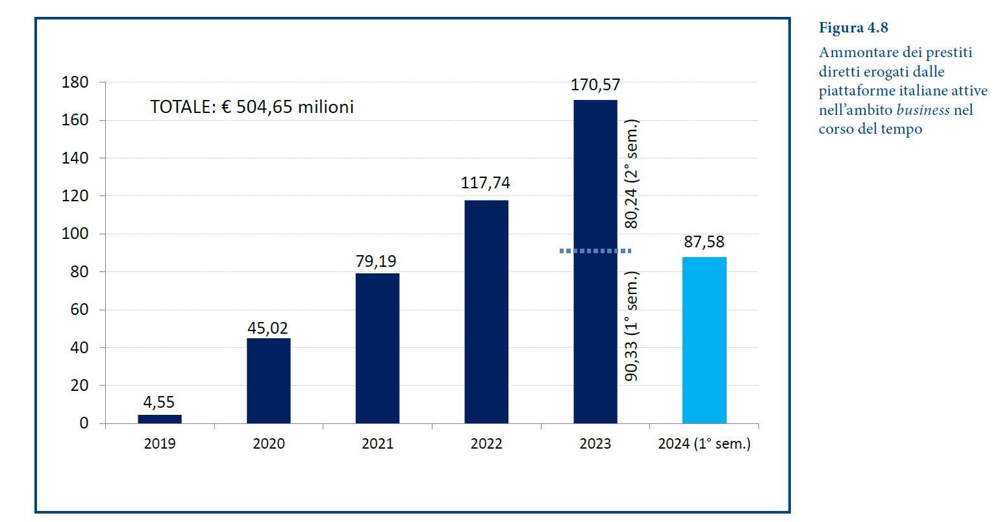 Figura 4.8
Ammontare dei prestiti
diretti erogati dalle
piattaforme italiane attive
nell’ambito business nel
corso del tempo
TOTALE: € 504,65 milioni
180
160
140
120
100
80
60
40
20
0
4,55
45,02
79,19
117,74
170,57
80,24 (2° sem.)
90,33 (1° sem.)
87,58
2019
2020
2021
2022
2023
2024 (1° sem.)